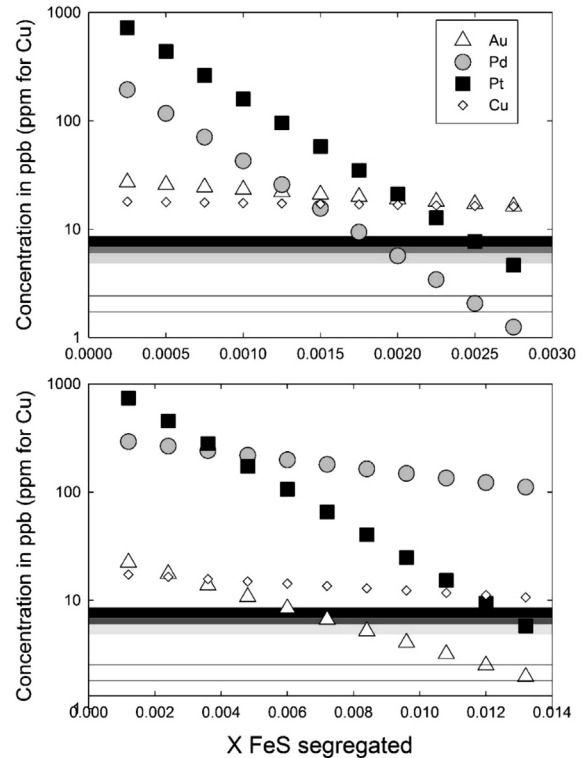 Concentration in ppb (ppm for Cu)
1000
100
10
1
Au
Pd
Pt
Cu
0.0000 0.0005 0.0010 0.0015 0.0020 0.0025 0.0030
Concentration in ppb (ppm for Cu)
1000
100
10
0.000 0.002 0.004 0.006 0.008 0.010 0.012 0.014
X FeS segregated